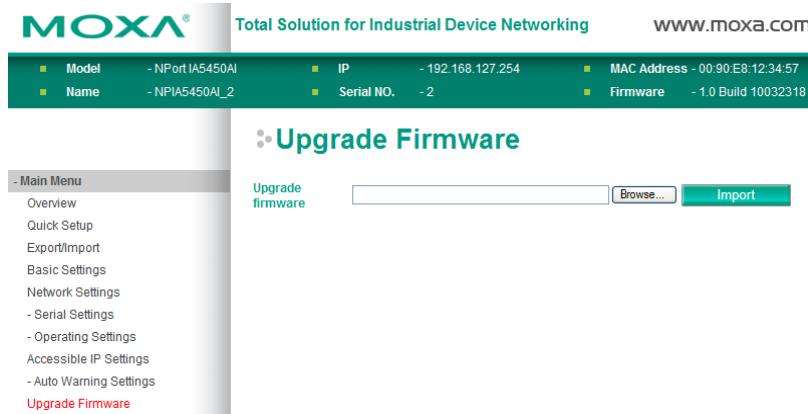 MOXA®
Total Solution for Industrial Device Networking
www.moxa.com
Model - NPort IA5450AI
IP - 192.168.127.254
MAC Address - 00:90:E8:12:34:57
Name - NPIA5450AI_2
Serial NO. - 2
Firmware - 1.0 Build 10032318
Upgrade Firmware
- Main Menu
Overview
Quick Setup
Export/Import
Basic Settings
Network Settings
- Serial Settings
- Operating Settings
Accessible IP Settings
- Auto Warning Settings
Upgrade Firmware
Upgrade
firmware
Browse...
Import